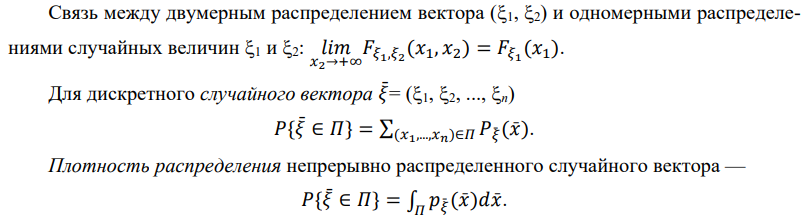 Связь между двумерным распределением вектора (ξ₁, ξ₂) и одномерными распределе-
ниями случайных величин ξ₁ и ξ₂: lim_{x₂→+∞} F_{ξ₁,ξ₂}(x₁, x₂) = F_{ξ₁}(x₁).
Для дискретного случайного вектора ξ̄= (ξ₁, ξ₂, ..., ξₙ)
P{ξ̄ ∈ Π} = ∑_{(x₁,…,xₙ)∈Π} P_{ξ̄}(x̄).
Плотность распределения непрерывно распределенного случайного вектора —
P{ξ̄ ∈ Π} = ∫_Π p_{ξ̄}(x̄)dx̄.